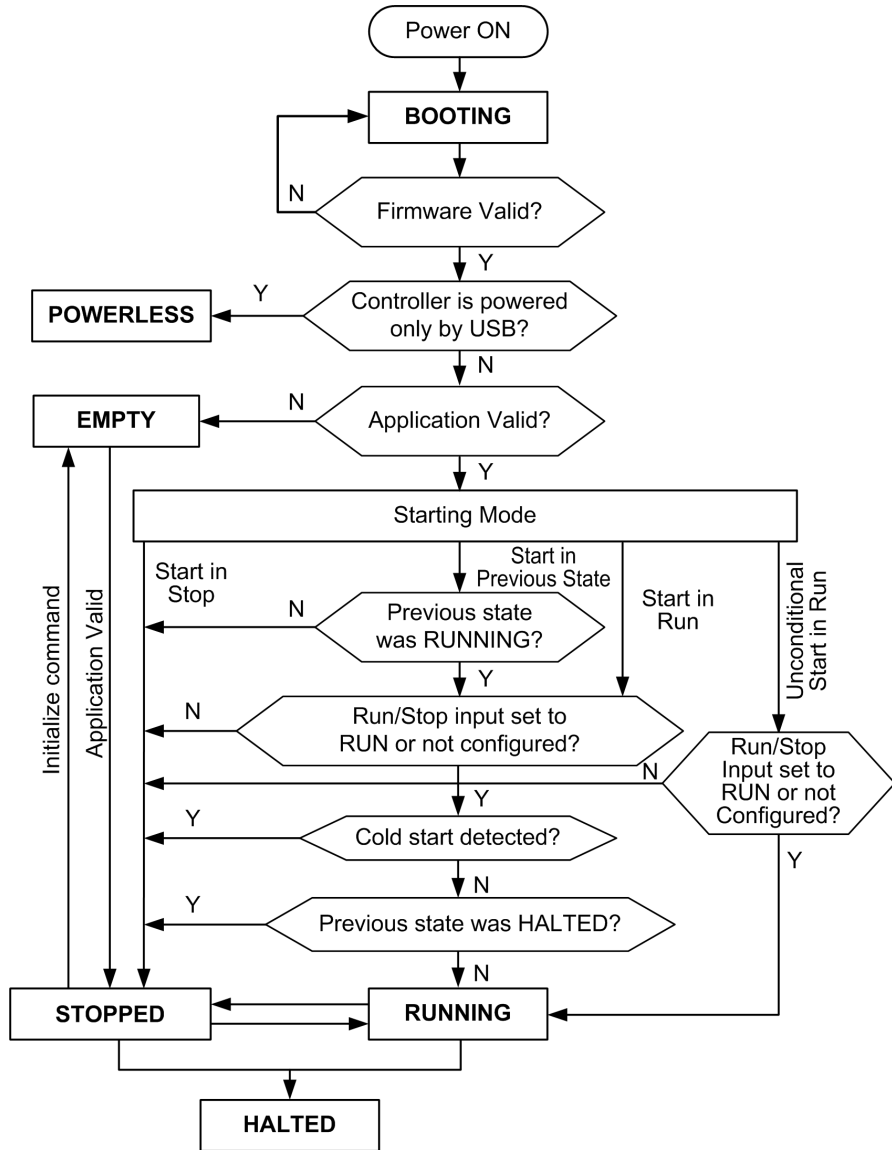 Power ON
BOOTING
N
Firmware Valid?
Y
Y
Controller is powered
only by USB?
POWERLESS
N
N
Application Valid?
EMPTY
Y
Starting Mode
Start in
Stop
Start in
Previous State
Start in
Run
Unconditional
Start in Run
Initialize command
Application Valid
N
Previous state
was RUNNING?
Y
N
Run/Stop input set to
RUN or not configured?
N
Run/Stop
Input set to
RUN or not
Configured?
Y
Y
Cold start detected?
Y
N
Y
Previous state was HALTED?
N
STOPPED
RUNNING
HALTED